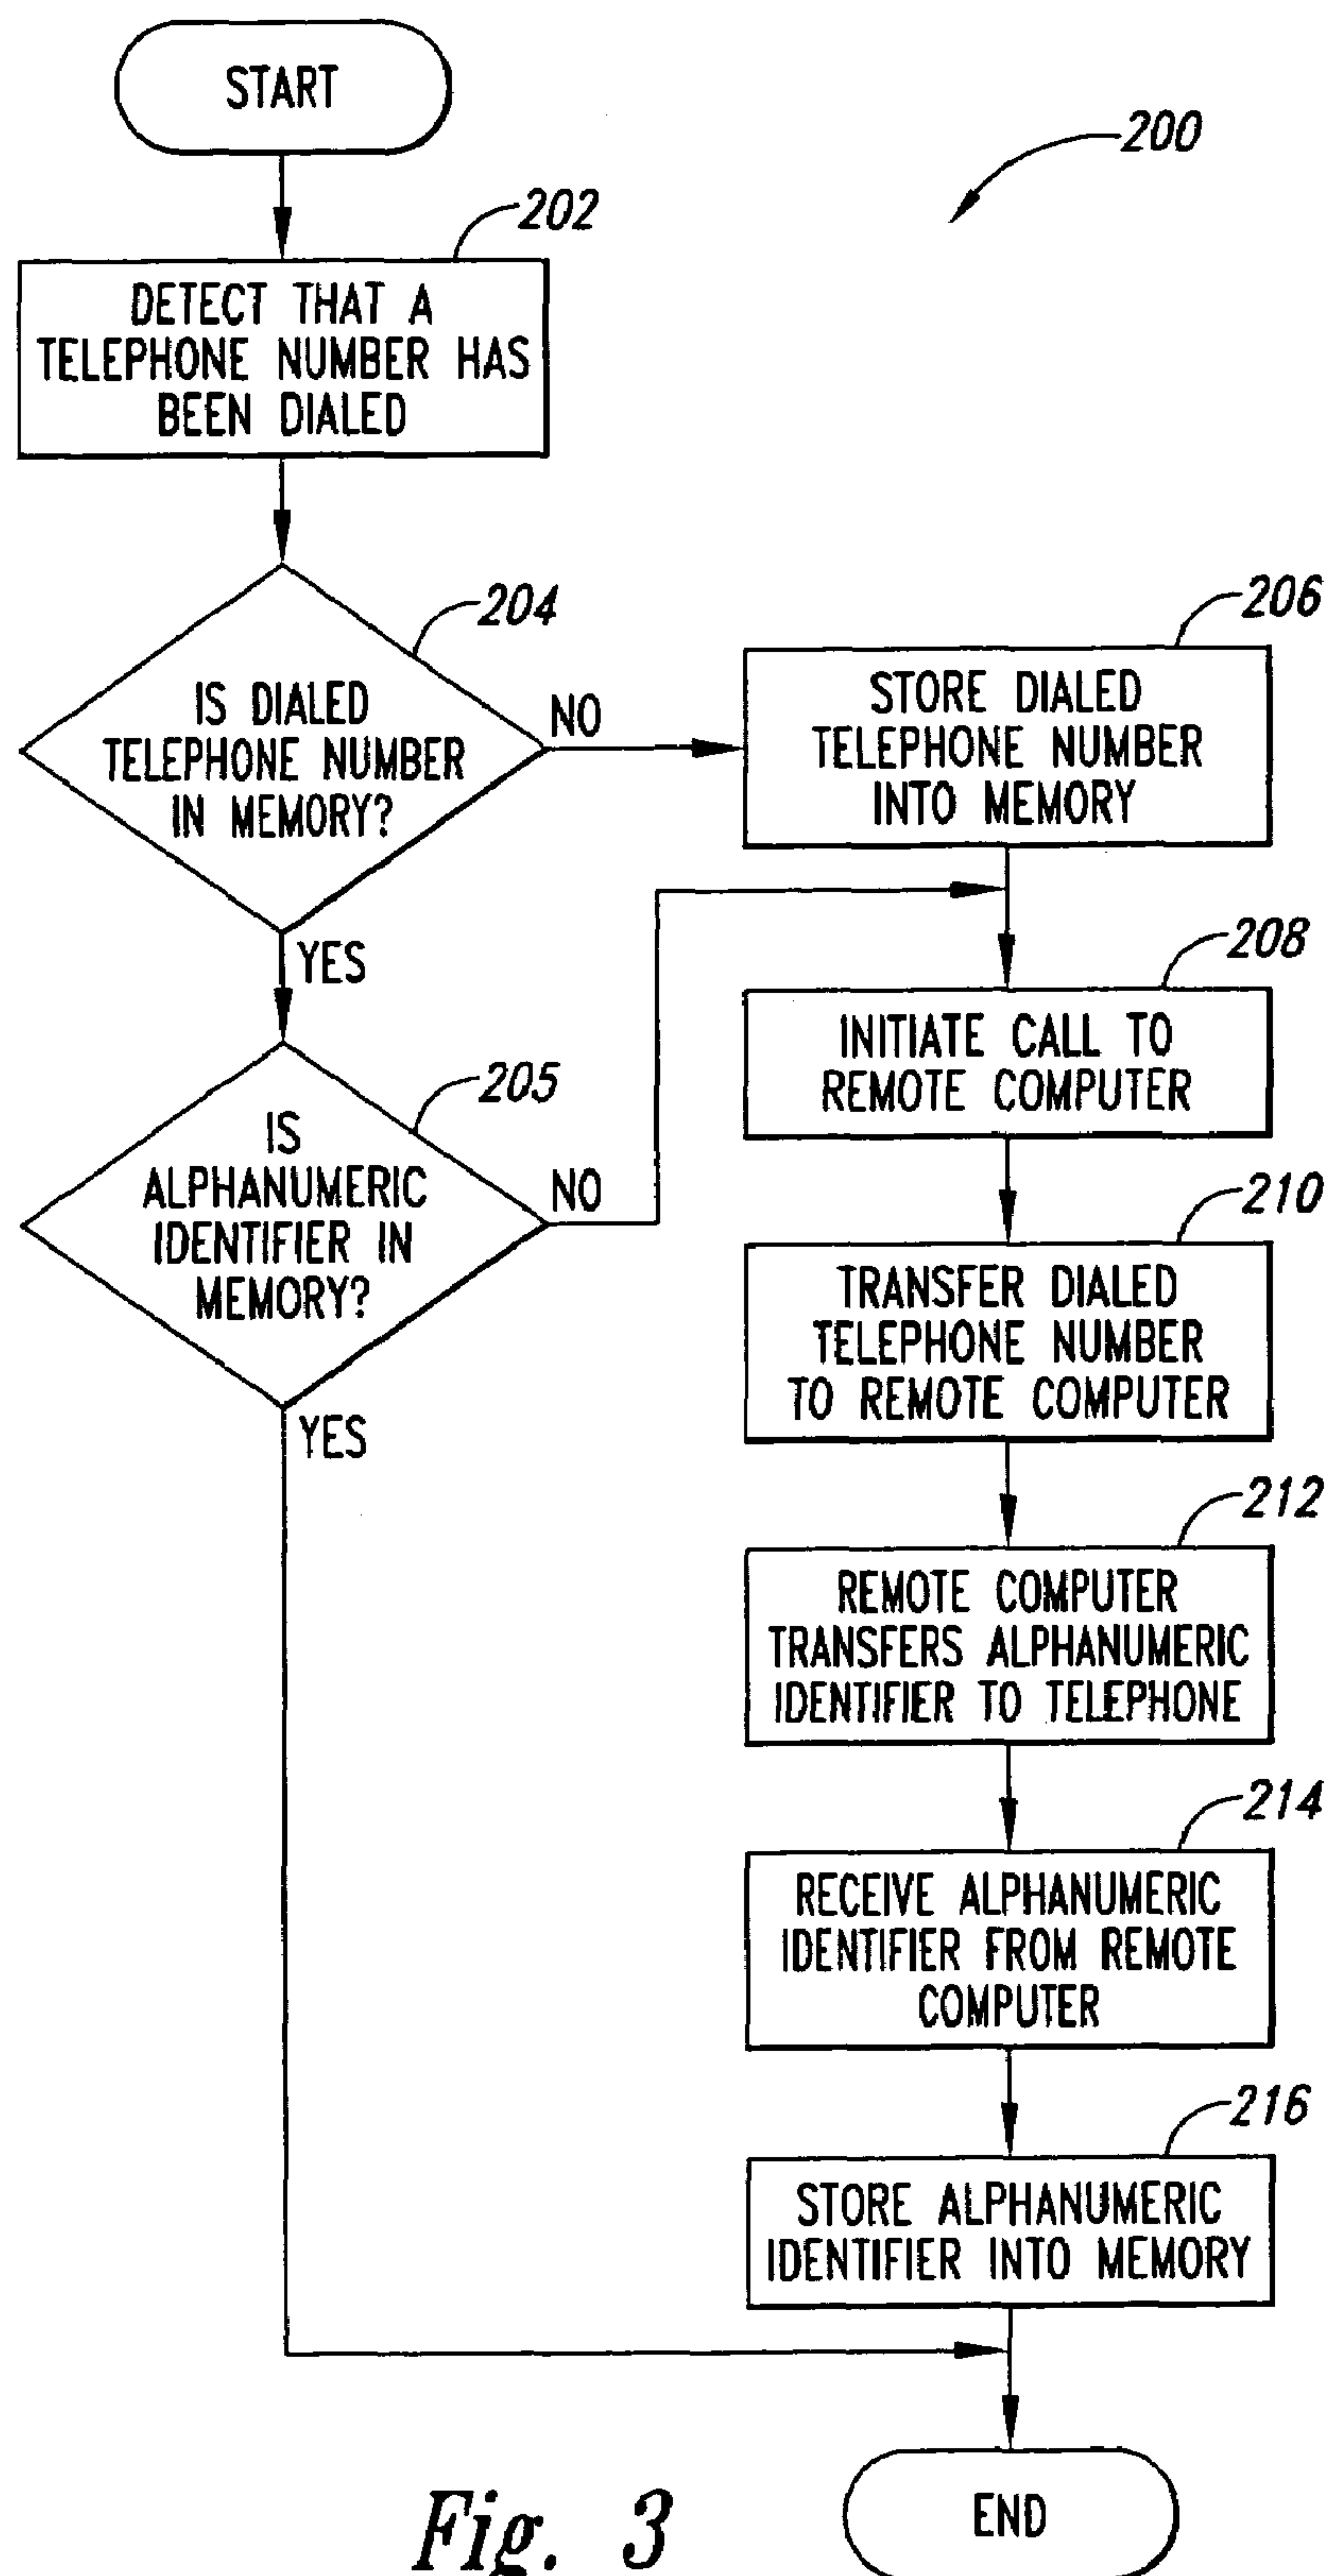 START
200
202
DETECT THAT A
TELEPHONE NUMBER HAS
BEEN DIALED
204
IS DIALED
TELEPHONE NUMBER
IN MEMORY?
NO
YES
206
STORE DIALED
TELEPHONE NUMBER
INTO MEMORY
205
IS
ALPHANUMERIC
IDENTIFIER IN
MEMORY?
NO
YES
208
INITIATE CALL TO
REMOTE COMPUTER
210
TRANSFER DIALED
TELEPHONE NUMBER
TO REMOTE COMPUTER
212
REMOTE COMPUTER
TRANSFERS ALPHANUMERIC
IDENTIFIER TO TELEPHONE
214
RECEIVE ALPHANUMERIC
IDENTIFIER FROM REMOTE
COMPUTER
216
STORE ALPHANUMERIC
IDENTIFIER INTO MEMORY
END
Fig. 3